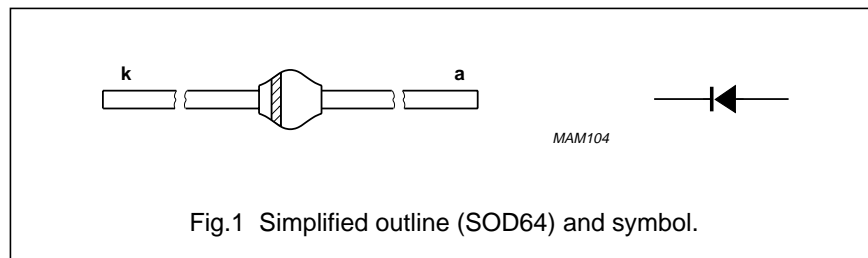 k
a
MAM104
Fig.1 Simplified outline (SOD64) and symbol.